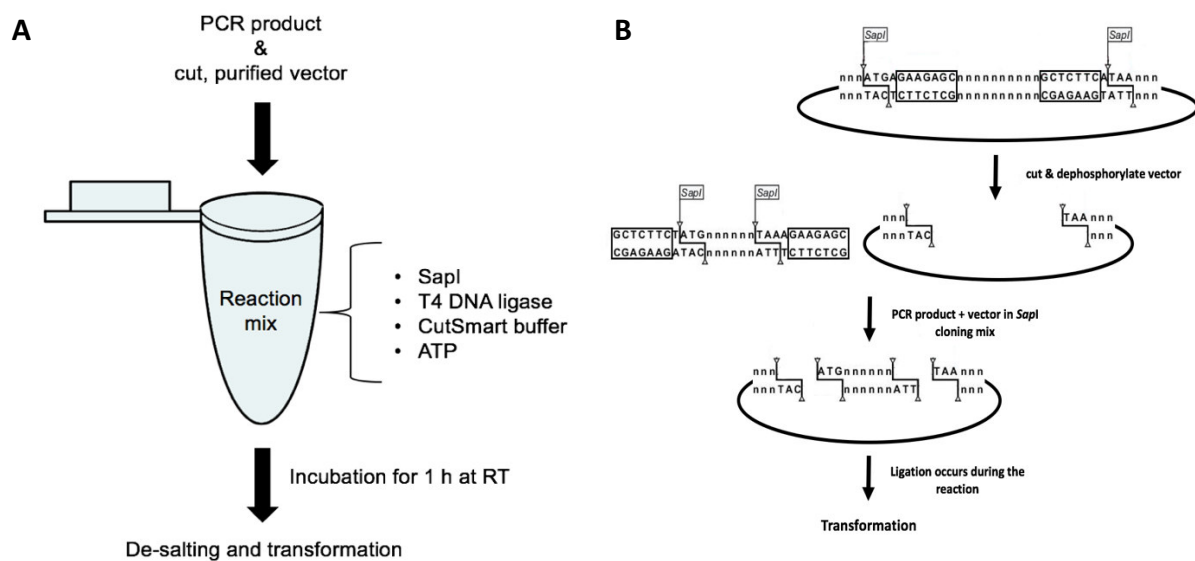 A
PCR product
&
cut, purified vector
Reaction
mix
• SapI
• T4 DNA ligase
• CutSmart buffer
• ATP
Incubation for 1 h at RT
De-salting and transformation
B
SapI
SapI
nnnATGAGAAGAGCnnnnnnnnnnGCTCTTCATAAnnn
nnnTACTCTTCTCGnnnnnnnnnnCGAGAAGTATTnnn
cut & dephosphorylate vector
SapI
SapI
nnn
TAAnnn
nnnTAC
nnn
GCTCTTCTATGnnnnnnTAAAGAAGAGC
CGAGAAGATACnnnnnnATTTCTTCTCG
PCR product + vector in SapI
cloning mix
nnn
ATGnnnnnn
TAAnnn
nnnTAC
nnnnnnATT
nnn
Ligation occurs during the
reaction
Transformation